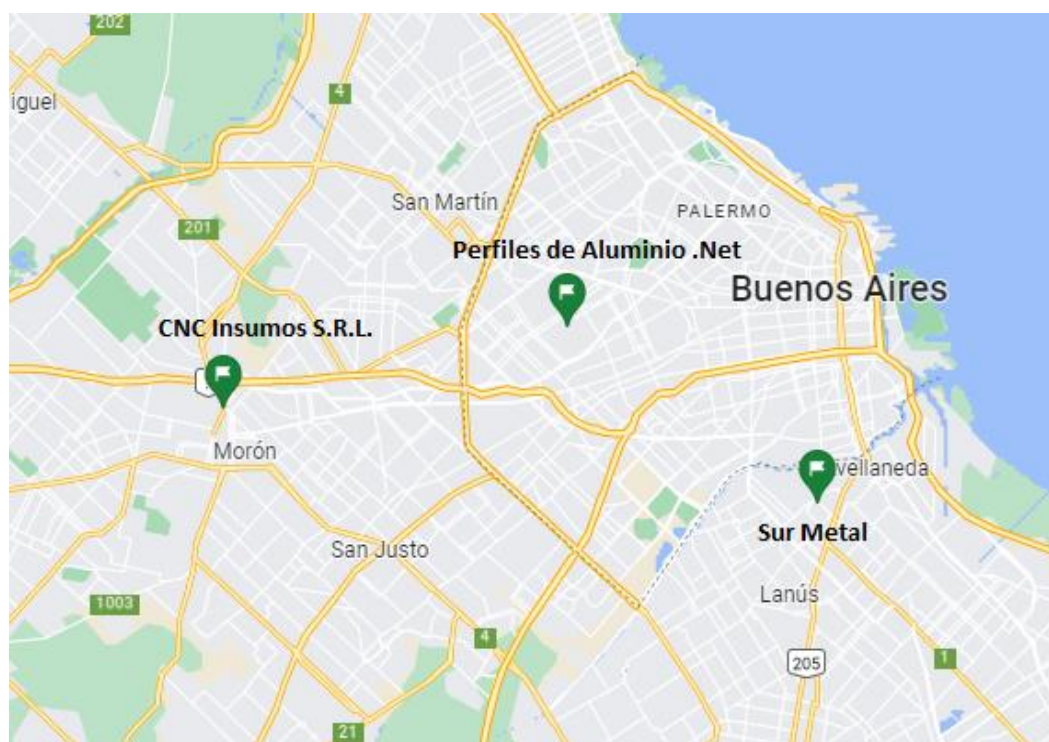 202
iguel
4
San Martín
PALERMO
201
Perfiles de Aluminio .Net
Buenos Aires
CNC Insumos S.R.L.
Morón
vellaneda
San Justo
Sur Metal
Lanús
1003
4
205
1
21